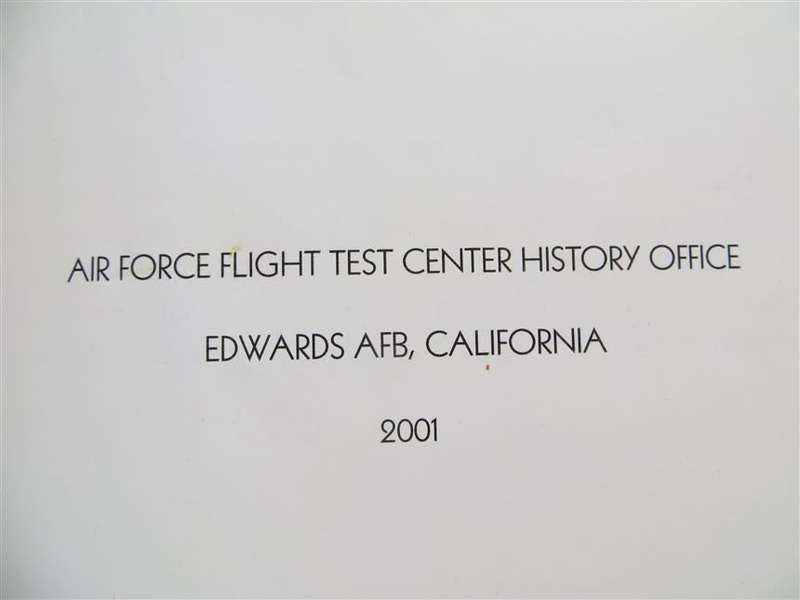 AIR FORCE FLIGHT TEST CENTER HISTORY OFFICE
EDWARDS AFB, CALIFORNIA
2001